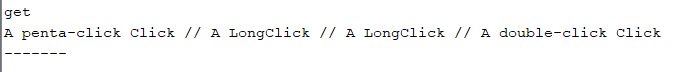 get
A penta-click Click // A LongClick // A LongClick // A double-click Click
-------